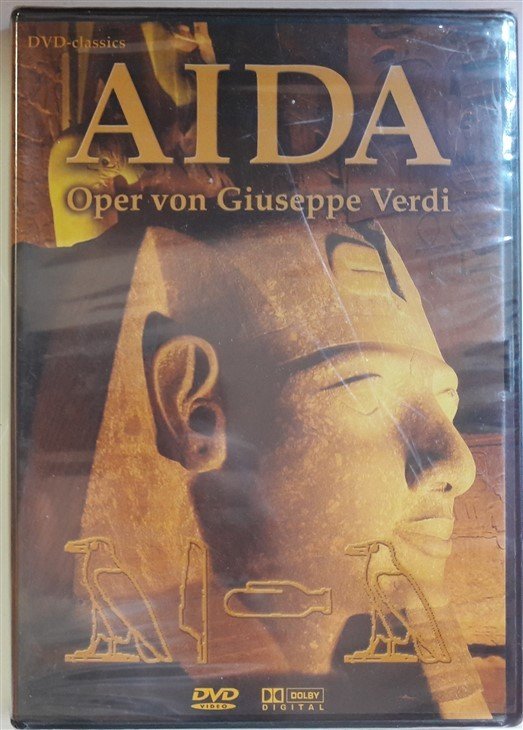 DVD-classics
AIDA
Oper von Giuseppe Verdi
DVD
VIDEO
DOLBY
DIGITAL